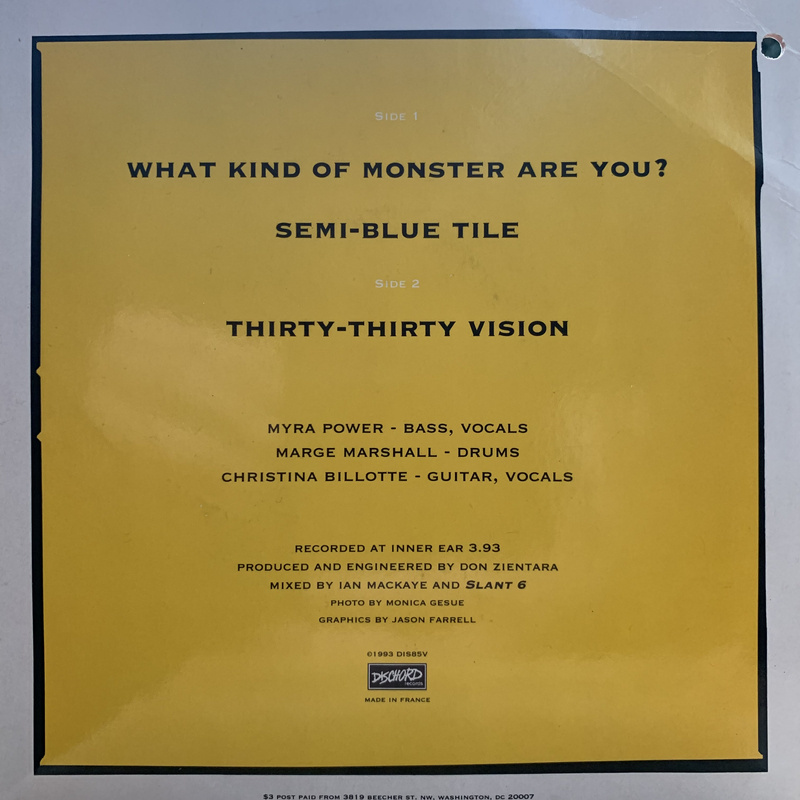 SIDE 1
WHAT KIND OF MONSTER ARE YOU?
SEMI-BLUE TILE
SIDE 2
THIRTY-THIRTY VISION
MYRA POWER - BASS, VOCALS
MARGE MARSHALL - DRUMS
CHRISTINA BILLOTTE - GUITAR, VOCALS
RECORDED AT INNER EAR 3.93
PRODUCED AND ENGINEERED BY DON ZIENTARA
MIXED BY IAN MACKAYE AND SLANT 6
PHOTO BY MONICA GESUE
GRAPHICS BY JASON FARRELL
©1993 DIS85V
DISCHORD
records
MADE IN FRANCE
$3 POST PAID FROM 3819 BEECHER ST. NW, WASHINGTON, DC 20007